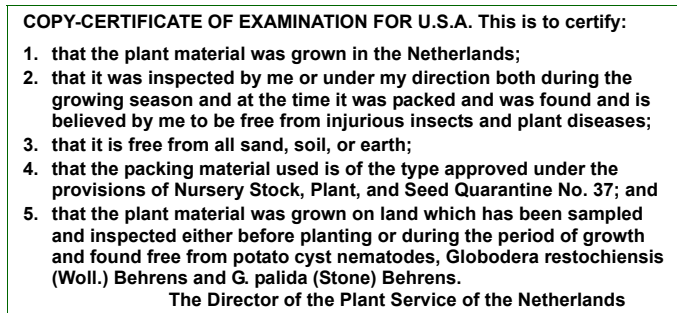 COPY-CERTIFICATE OF EXAMINATION FOR U.S.A. This is to certify:
1. that the plant material was grown in the Netherlands;
2. that it was inspected by me or under my direction both during the
growing season and at the time it was packed and was found and is
believed by me to be free from injurious insects and plant diseases;
3. that it is free from all sand, soil, or earth;
4. that the packing material used is of the type approved under the
provisions of Nursery Stock, Plant, and Seed Quarantine No. 37; and
5. that the plant material was grown on land which has been sampled
and inspected either before planting or during the period of growth
and found free from potato cyst nematodes, Globodera restochiensis
(Woll.) Behrens and G. palida (Stone) Behrens.
The Director of the Plant Service of the Netherlands